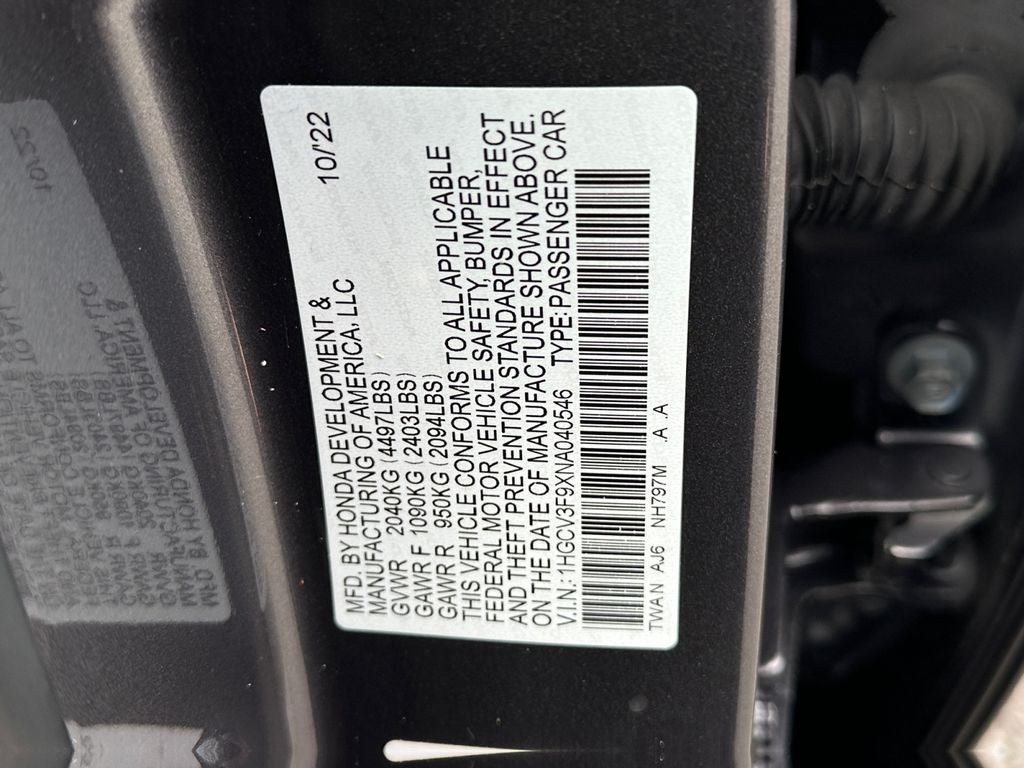 MFD. BY HONDA DEVELOPMENT &
MANUFACTURING OF AMERICA, LLC 10/'22
GVWR 2040KG (4497LBS)
GAWR F 1090KG (2403LBS)
GAWR R 950KG (2094LBS)
THIS VEHICLE CONFORMS TO ALL APPLICABLE
FEDERAL MOTOR VEHICLE SAFETY, BUMPER,
AND THEFT PREVENTION STANDARDS IN EFFECT
ON THE DATE OF MANUFACTURE SHOWN ABOVE.
V.I.N.: 1HGCV3F9XNA040546 TYPE: PASSENGER CAR
TWAN AJ6 NH797M .A .A